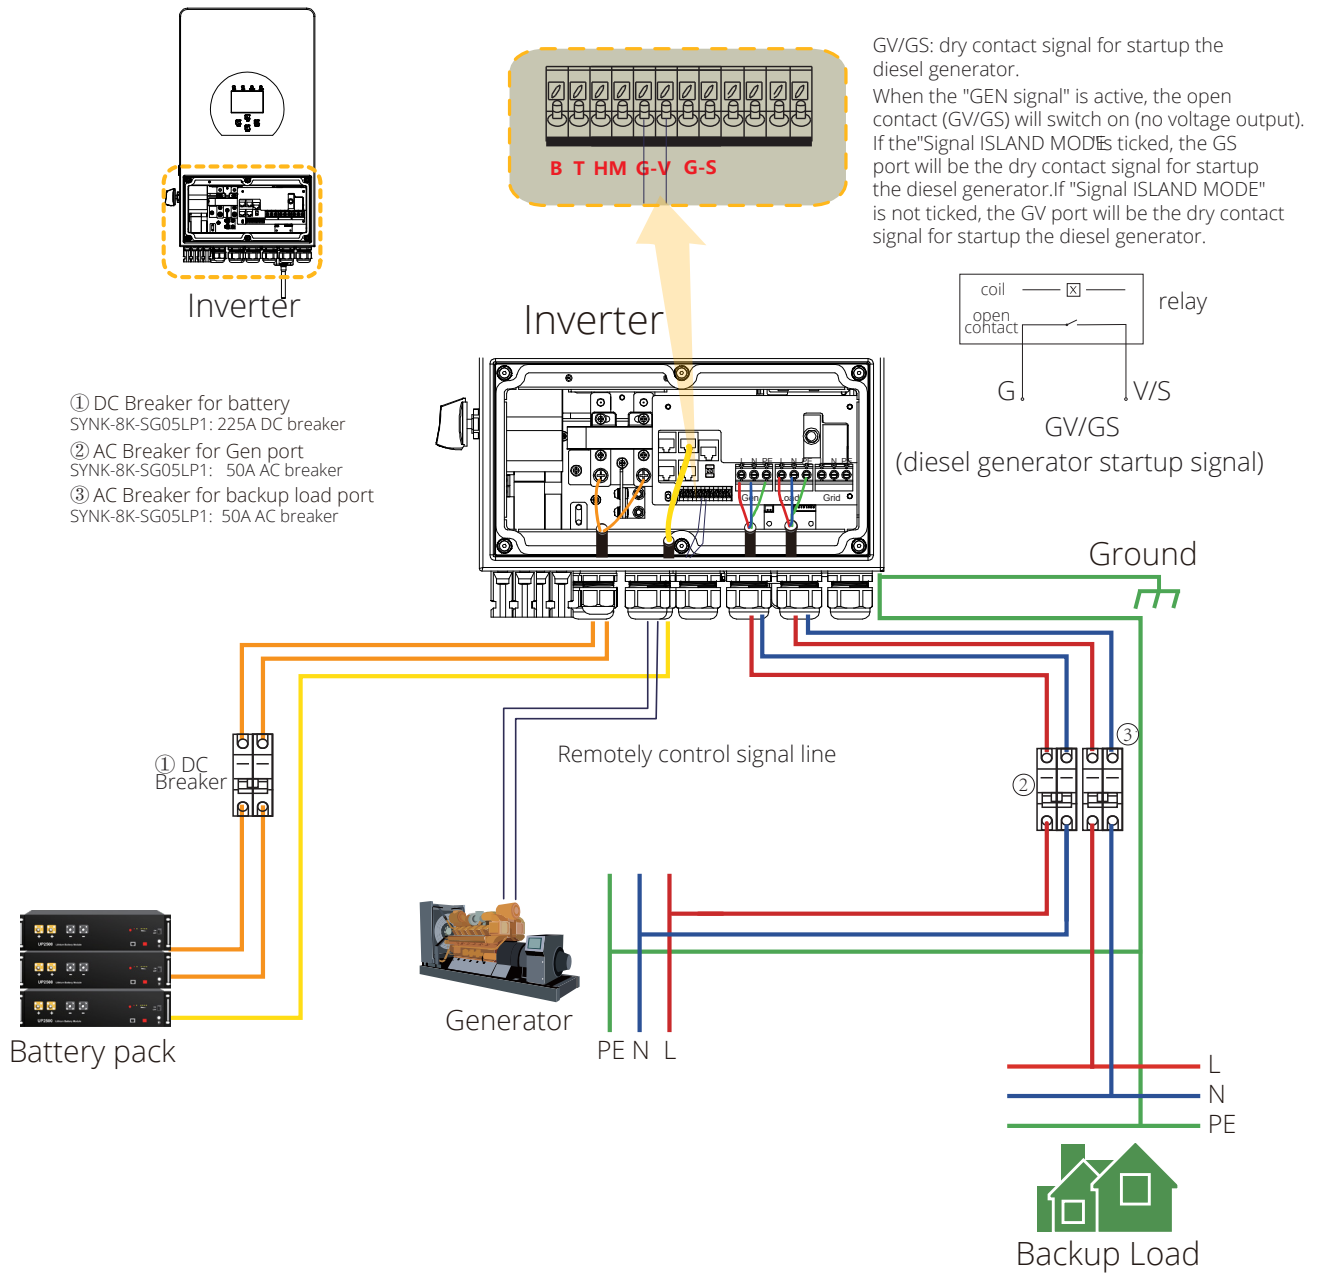 GV/GS: dry contact signal for startup the
diesel generator.
When the "GEN signal" is active, the open
contact (GV/GS) will switch on (no voltage output).
If the"Signal ISLAND MODE"is ticked, the GS
port will be the dry contact signal for startup
the diesel generator.If "Signal ISLAND MODE"
is not ticked, the GV port will be the dry contact
signal for startup the diesel generator.
B T HM G-V G-S
Inverter
Inverter
coil
relay
open
contact
G
V/S
GV/GS
(diesel generator startup signal)
① DC Breaker for battery
SYNK-8K-SG05LP1: 225A DC breaker
② AC Breaker for Gen port
SYNK-8K-SG05LP1: 50A AC breaker
③ AC Breaker for backup load port
SYNK-8K-SG05LP1: 50A AC breaker
L N PE L N PE N PE
Gen Load Grid
Ground
Remotely control signal line
① DC
Breaker
②
③
UP2500
UP2500
UP2500
Battery pack
Generator
PE N L
L
N
PE
Backup Load